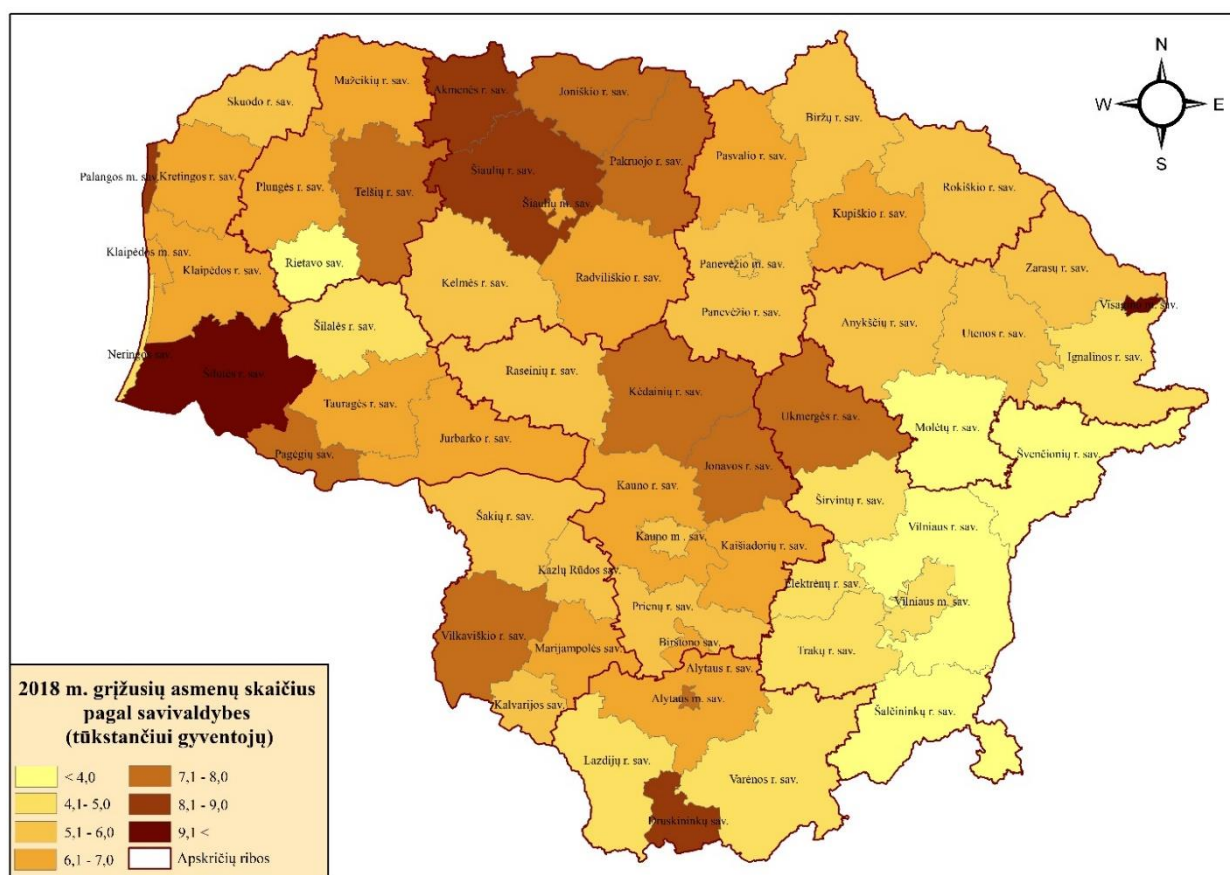 N
W E
S
Mažeikių r. sav.
Akmenės r. sav.
Joniškio r. sav.
Skuodo r. sav.
Biržų r. sav.
Pasvalio r. sav.
Pakruojo r. sav.
Šiaulių r. sav.
Palangos m. sav.
Kretingos r. sav.
Plungės r. sav.
Telšių r. sav.
Rokiškio r. sav.
Šiaulių m. sav.
Kupiškio r. sav.
Klaipėdos m. sav.
Klaipėdos r. sav.
Rietavo sav.
Kelmės r. sav.
Radviliškio r. sav.
Panevėžio m. sav.
Zarasų r. sav.
Panevėžio r. sav.
Anykščių r. sav.
Utenos r. sav.
sav.
Šilalės r. sav.
Ignalinos r. sav.
Neringos sav.
Šilutės r. sav.
Raseinių r. sav.
Kėdainių r. sav.
Tauragės r. sav.
Ukmergės r. sav.
Molėtų r. sav.
Jurbarko r. sav.
Pagėgių sav.
Jonavos r. sav.
Švenčionių r. sav.
Kauno r. sav.
Širvintų r. sav.
Šakių r. sav.
Vilniaus r. sav.
Kauno m . sav.
Kaišiadorių r. sav.
Kazlų Rūdos sav.
Elektrėnų r. sav.
Prienų r. sav.
Vilniaus m. sav.
Vilkaviškio r. sav.
Birštono sav.
Marijampolės sav.
Trakų r. sav.
Alytaus r. sav.
Alytaus m. sav.
Kalvarijos sav.
Šalčininkų r. sav.
Lazdijų r. sav.
Varėnos r. sav.
Druskininkų sav.
2018 m. grįžusių asmenų skaičius
pagal savivaldybes
(tūkstančiui gyventojų)
< 4,0
7,1 - 8,0
4,1- 5,0
8,1 - 9,0
5,1 - 6,0
9,1 <
6,1 - 7,0
Apskričių ribos